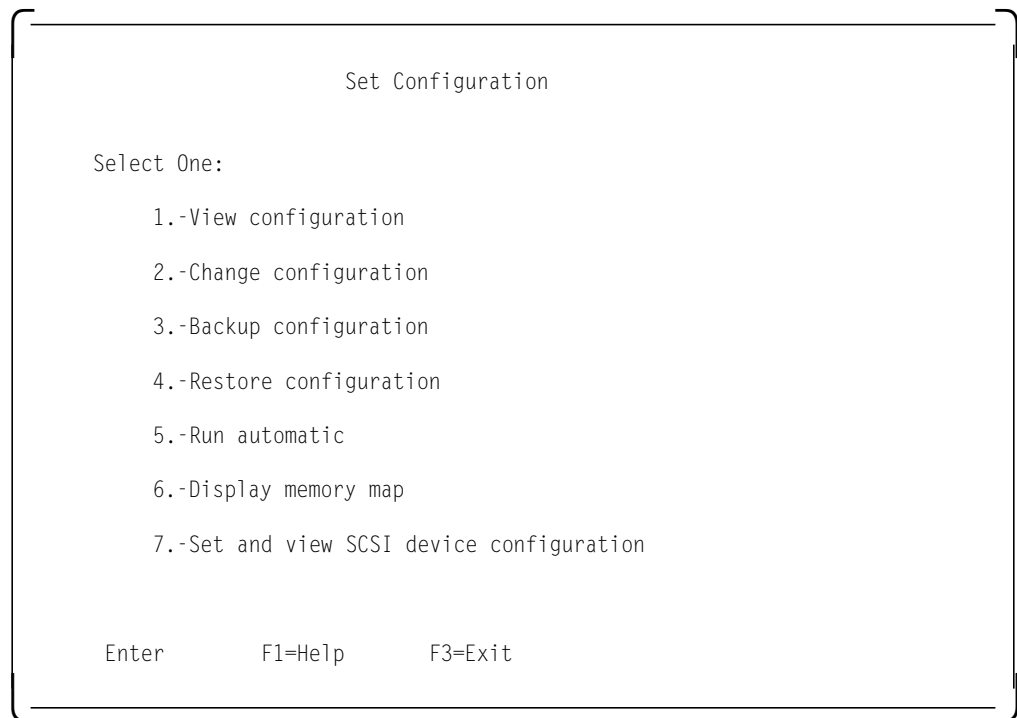 Set Configuration
Select One:
1.-View configuration
2.-Change configuration
3.-Backup configuration
4.-Restore configuration
5.-Run automatic
6.-Display memory map
7.-Set and view SCSI device configuration
Enter F1=Help F3=Exit